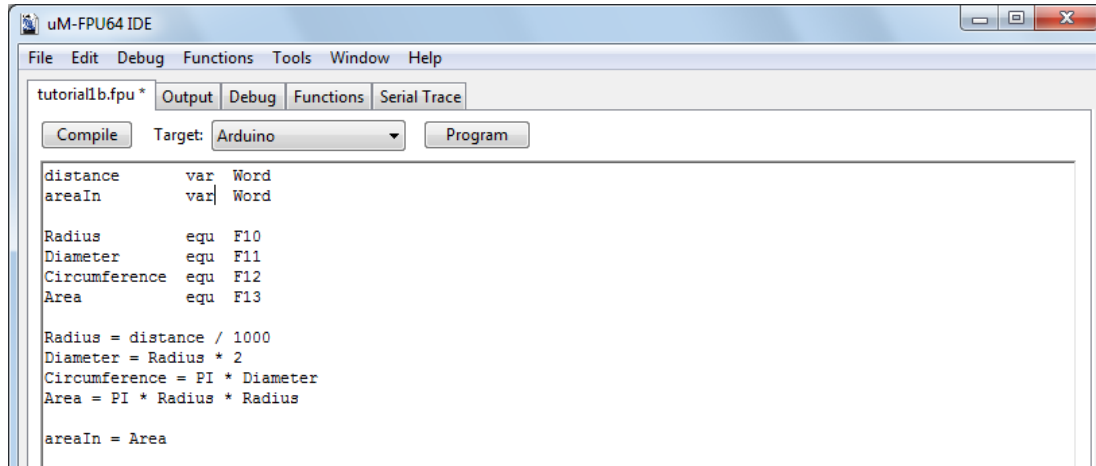 uM-FPU64 IDE
File Edit Debug Functions Tools Window Help
tutorial1b.fpu * Output Debug Functions Serial Trace
Compile Target: Arduino Program
distance var Word
areaIn var Word
Radius equ F10
Diameter equ F11
Circumference equ F12
Area equ F13
Radius = distance / 1000
Diameter = Radius * 2
Circumference = PI * Diameter
Area = PI * Radius * Radius
areaIn = Area